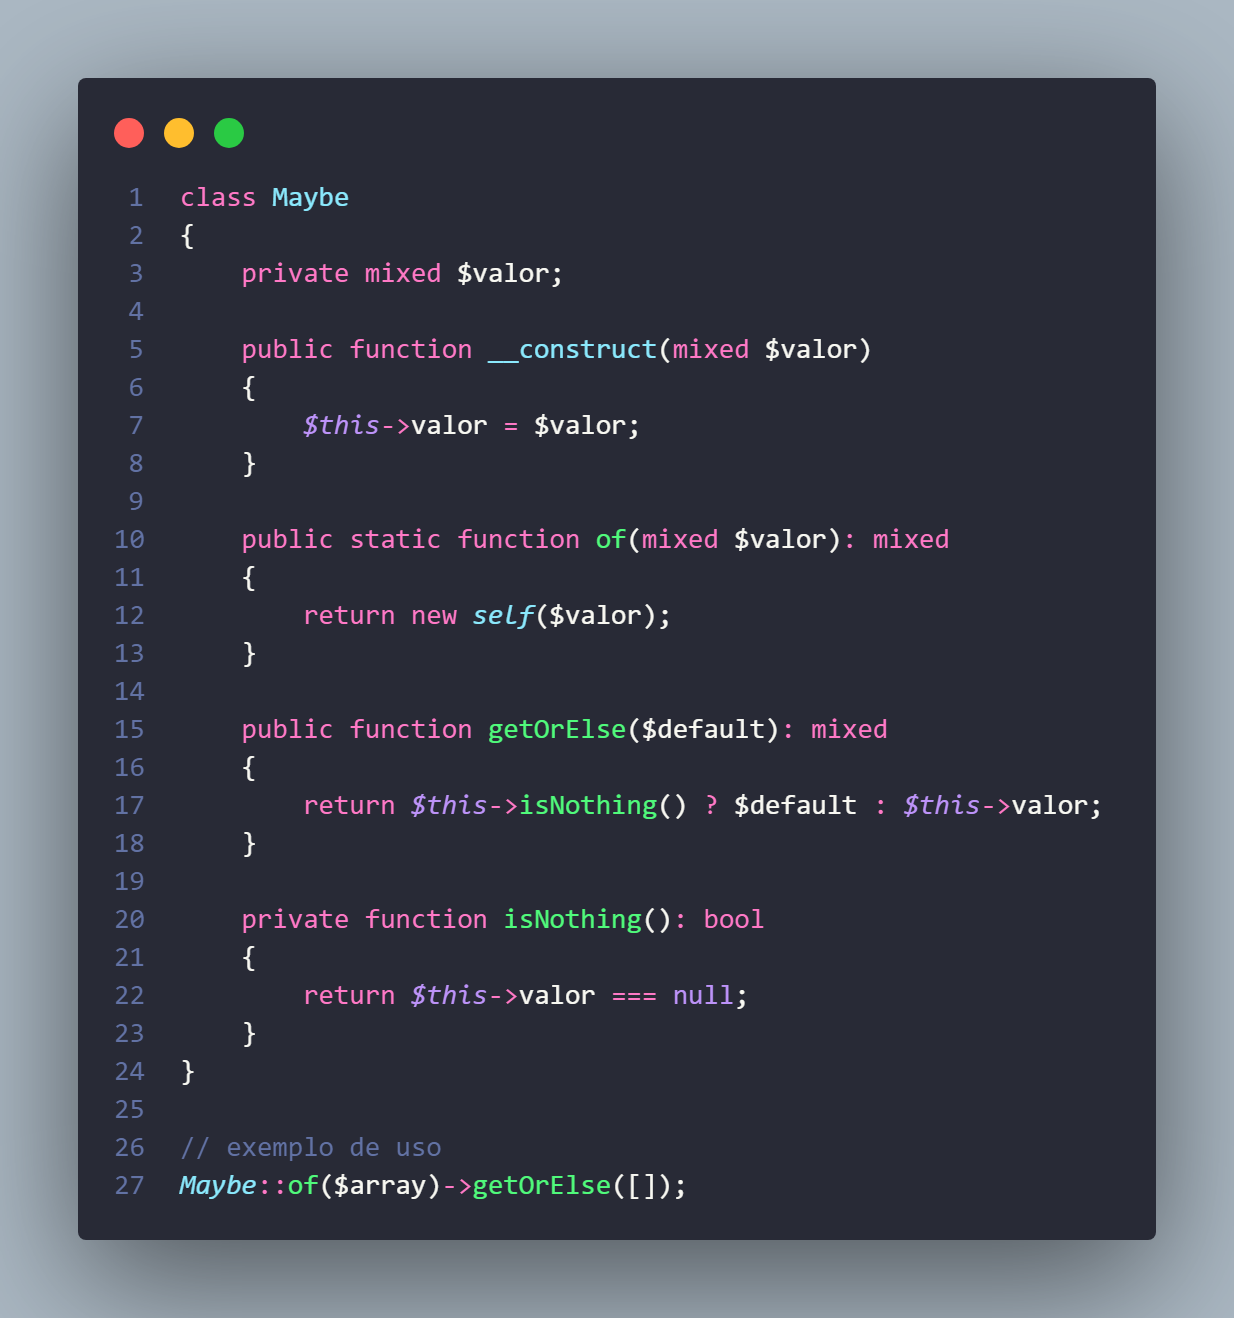 1 class Maybe
2 {
3     private mixed $valor;
4
5     public function __construct(mixed $valor)
6     {
7         $this->valor = $valor;
8     }
9
10     public static function of(mixed $valor): mixed
11     {
12         return new self($valor);
13     }
14
15     public function getOrElse($default): mixed
16     {
17         return $this->isNothing() ? $default : $this->valor;
18     }
19
20     private function isNothing(): bool
21     {
22         return $this->valor === null;
23     }
24 }
25
26 // exemplo de uso
27 Maybe::of($array)->getOrElse([]);